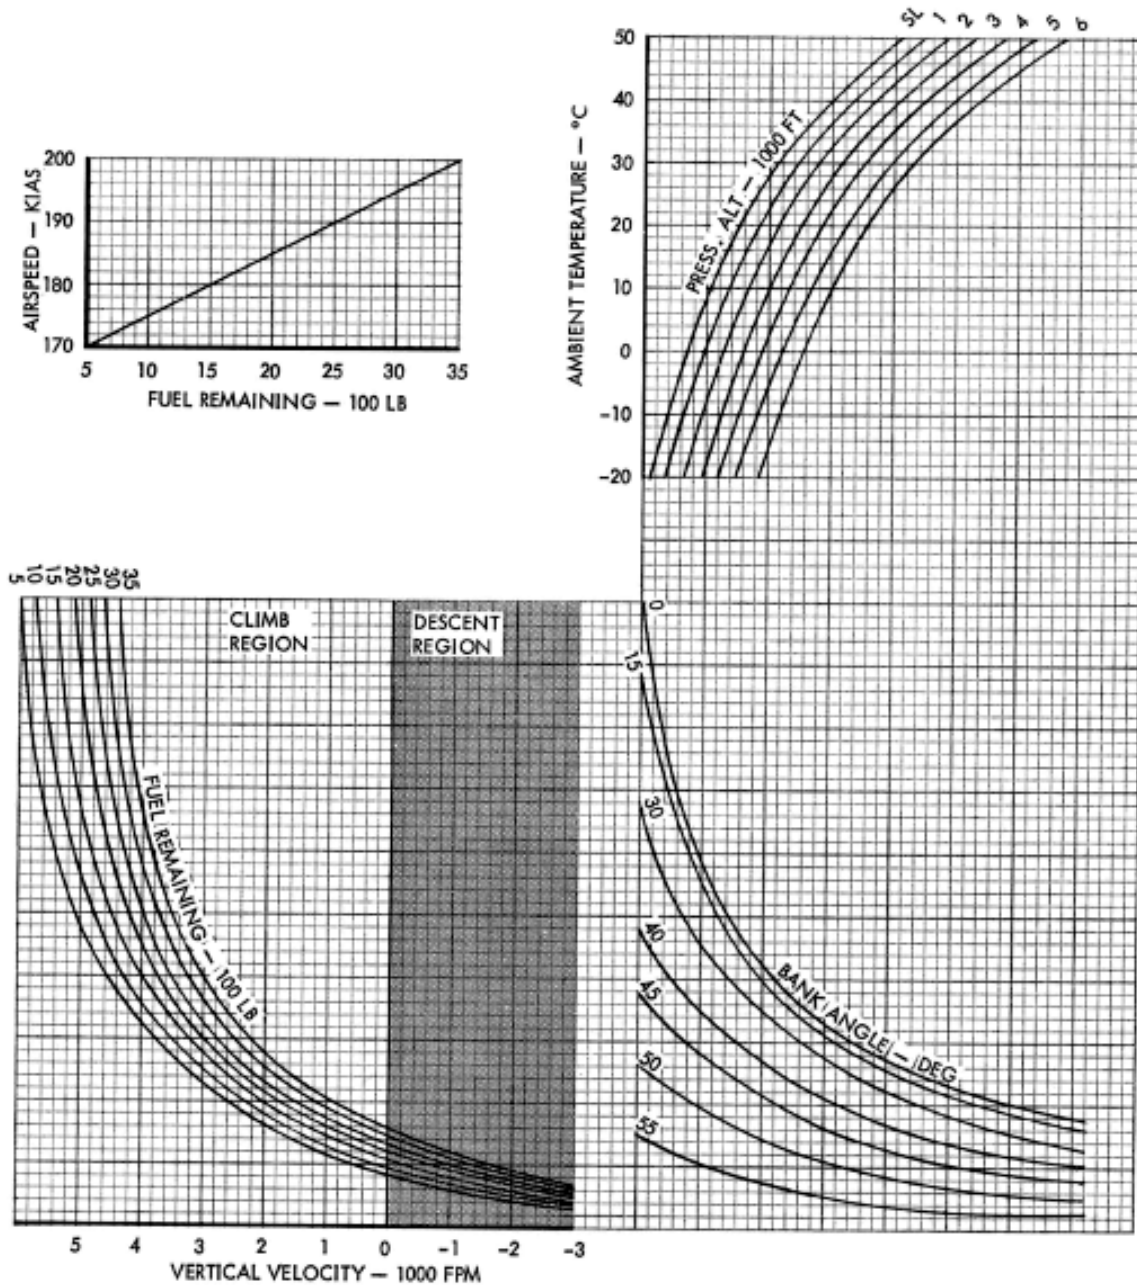 200
190
180
170
AIRSPEED — KIAS
5 10 15 20 25 30 35
FUEL REMAINING — 100 LB
SL 1 2 3 4 5 6
PRESS. ALT — 1000 FT
50
40
30
20
10
0
-10
-20
AMBIENT TEMPERATURE — °C
5 10 15 20 25 30 35
CLIMB
REGION
DESCENT
REGION
FUEL REMAINING — 100 LB
5 4 3 2 1 0 -1 -2 -3
VERTICAL VELOCITY — 1000 FPM
0
15
30
40
45
50
55
BANK ANGLE — DEG